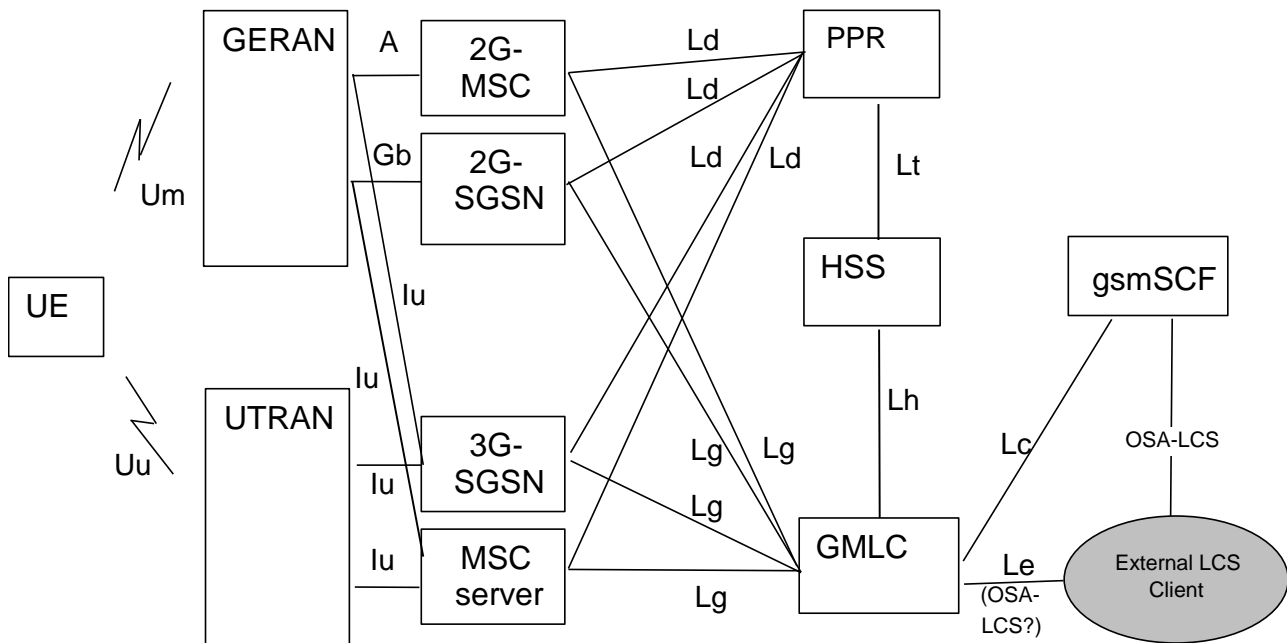 GERAN
A
2G-
MSC
Ld
PPR
Ld
Gb
2G-
SGSN
Ld
Ld
Um
Lt
HSS
gsmSCF
UE
Iu
Iu
Lh
UTRAN
3G-
SGSN
Lg
Lg
Lc
OSA-LCS
Uu
Iu
Lg
GMLC
Iu
MSC
server
Le
External LCS
Client
Lg
(OSA-
LCS?)